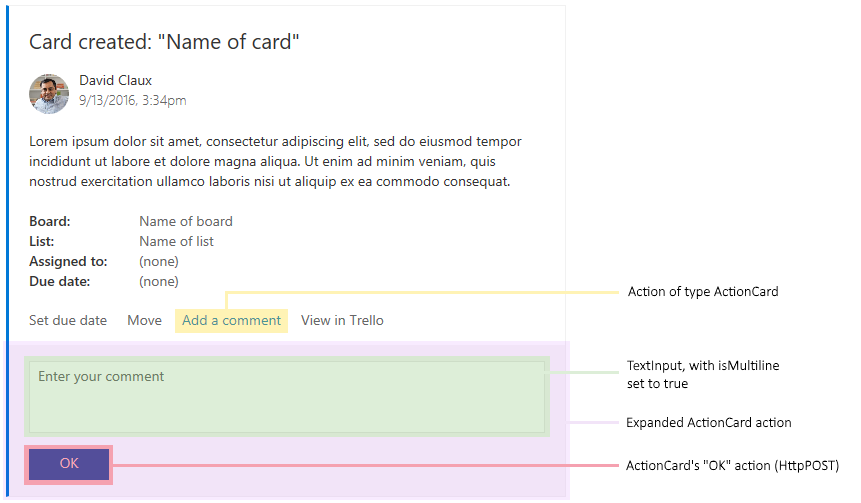 Card created: "Name of card"
David Claux
9/13/2016, 3:34pm
Lorem ipsum dolor sit amet, consectetur adipiscing elit, sed do eiusmod tempor
incididunt ut labore et dolore magna aliqua. Ut enim ad minim veniam, quis
nostrud exercitation ullamco laboris nisi ut aliquip ex ea commodo consequat.
Board: Name of board
List: Name of list
Assigned to: (none)
Due date: (none)
Action of type ActionCard
Set due date Move Add a comment View in Trello
TextInput, with isMultiline
set to true
Enter your comment
Expanded ActionCard action
OK
ActionCard's "OK" action (HttpPOST)